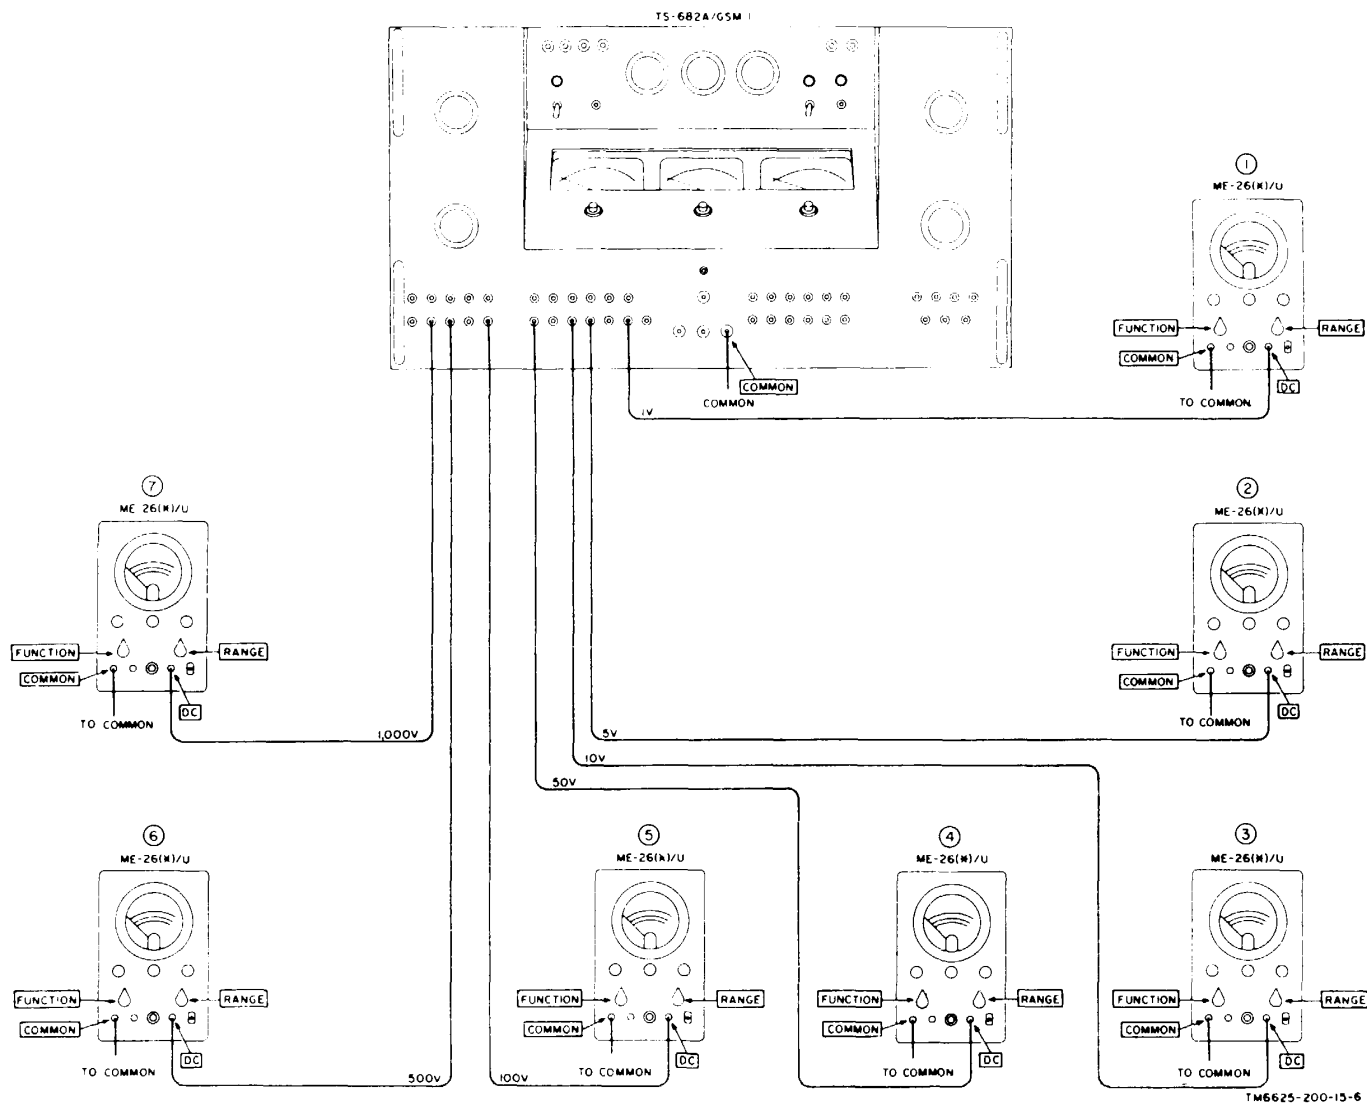 TS-682A/GSM 1
COMMON
COMMON
1V
①
ME-26(*)/U
FUNCTION
RANGE
COMMON
DC
TO COMMON
⑦
ME 26(*)/U
FUNCTION
RANGE
COMMON
DC
TO COMMON
1,000V
②
ME-26(*)/U
FUNCTION
RANGE
COMMON
DC
TO COMMON
5V
10V
50V
⑥
ME-26(*)/U
FUNCTION
RANGE
COMMON
DC
TO COMMON
500V
⑤
ME-26(*)/U
FUNCTION
RANGE
COMMON
DC
TO COMMON
100V
④
ME-26(*)/U
FUNCTION
RANGE
COMMON
DC
TO COMMON
③
ME-26(*)/U
FUNCTION
RANGE
COMMON
DC
TO COMMON
TM6625-200-15-6